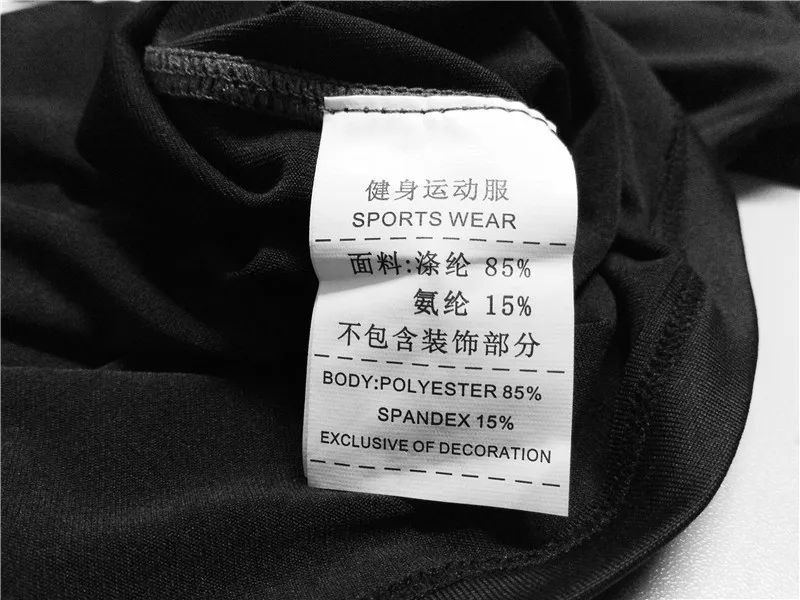 健身运动服
SPORTS WEAR
面料:涤纶 85%
氨纶 15%
不包含装饰部分
BODY:POLYESTER 85%
SPANDEX 15%
EXCLUSIVE OF DECORATION